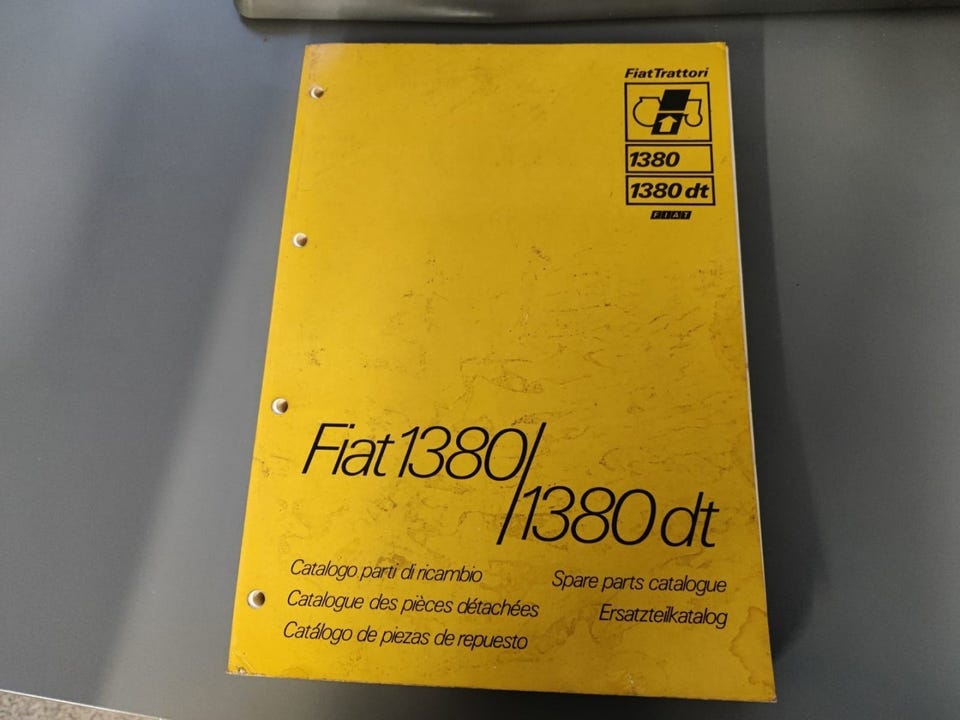 FiatTrattori
1380
1380 dt
FIAT
Fiat 1380/
1380 dt
Catalogo parti di ricambio
Catalogue des pièces détachées
Catálogo de piezas de repuesto
Spare parts catalogue
Ersatzteilkatalog